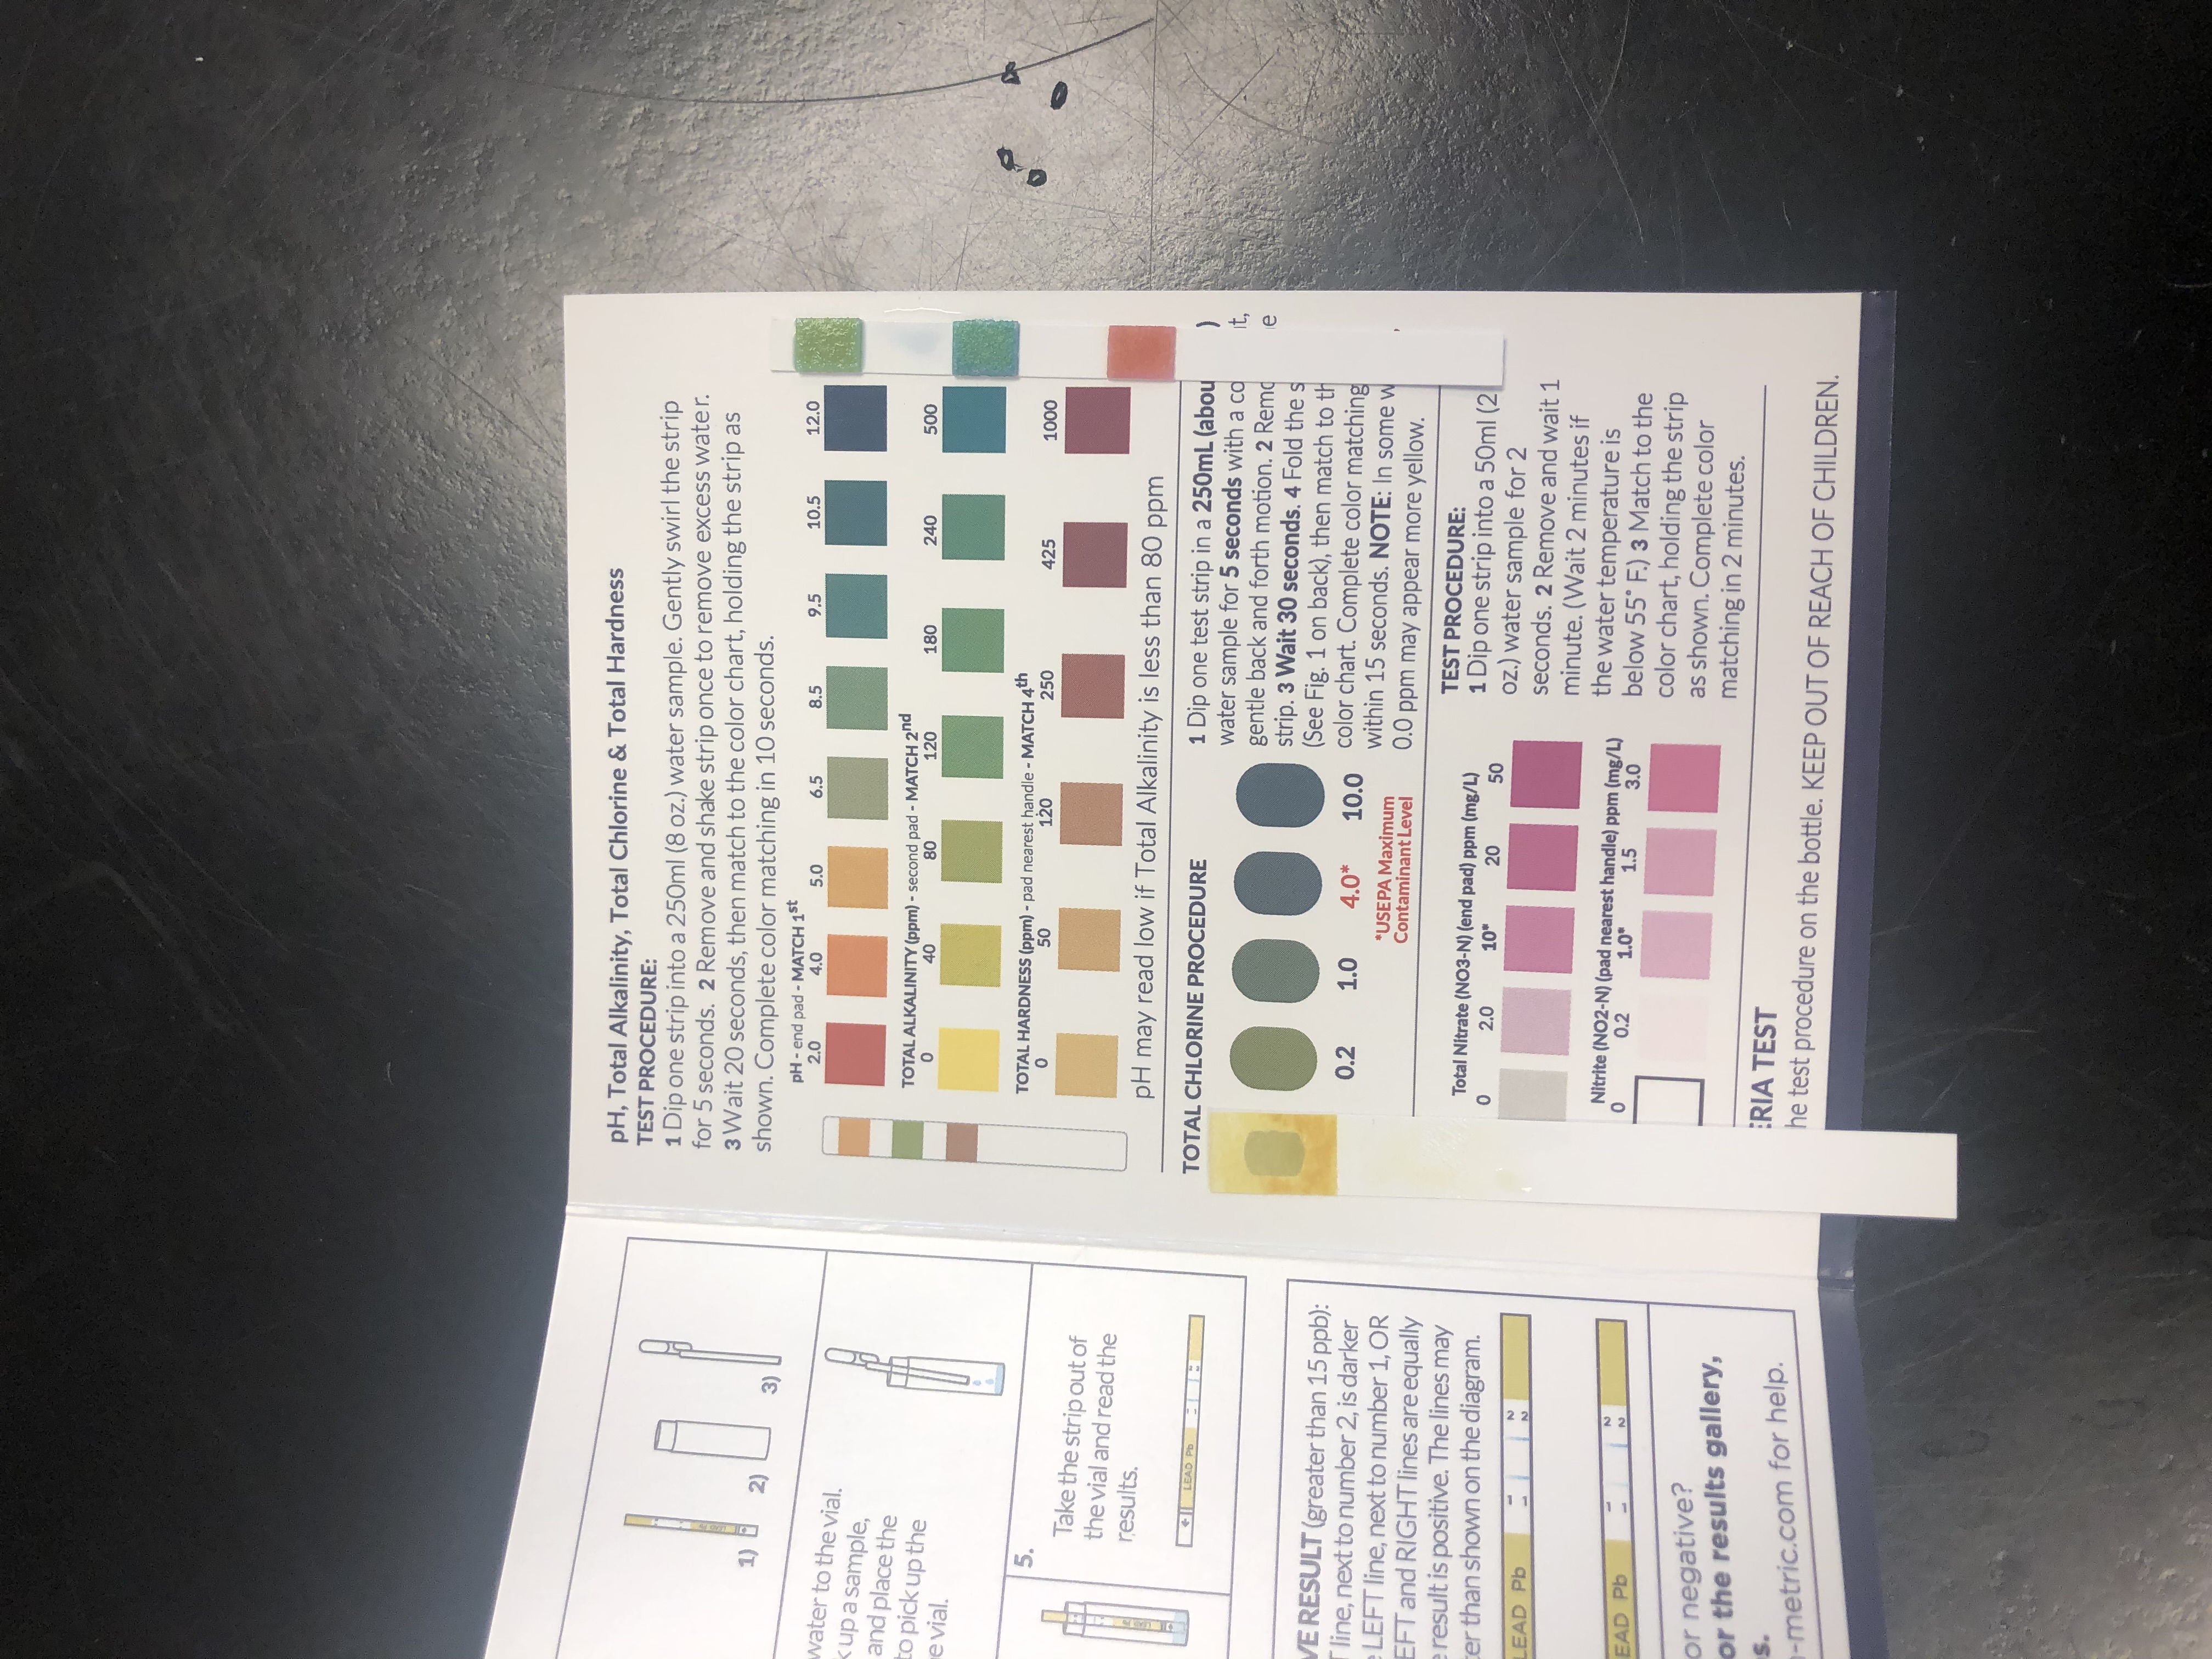 1)
2)
3)
water to the vial.
k up a sample,
and place the
to pick up the
e vial.
5.
Take the strip out of
the vial and read the
results.
LEAD Pb
VE RESULT (greater than 15 ppb):
T line, next to number 2, is darker
e LEFT line, next to number 1, OR
EFT and RIGHT lines are equally
e result is positive. The lines may
ter than shown on the diagram.
LEAD Pb
1 1
2 2
EAD Pb
1 1
2 2
or negative?
or the results gallery,
s.
-metric.com for help.
pH, Total Alkalinity, Total Chlorine & Total Hardness
TEST PROCEDURE:
1 Dip one strip into a 250ml (8 oz.) water sample. Gently swirl the strip
for 5 seconds. 2 Remove and shake strip once to remove excess water.
3 Wait 20 seconds, then match to the color chart, holding the strip as
shown. Complete color matching in 10 seconds.
pH - end pad - MATCH 1st
2.0 4.0 5.0 6.5 8.5 9.5 10.5 12.0
TOTAL ALKALINITY (ppm) - second pad - MATCH 2nd
0 40 80 120 180 240 500
TOTAL HARDNESS (ppm) - pad nearest handle - MATCH 4th
0 50 120 250 425 1000
pH may read low if Total Alkalinity is less than 80 ppm
TOTAL CHLORINE PROCEDURE
0.2 1.0 4.0* 10.0
*USEPA Maximum
Contaminant Level
1 Dip one test strip in a 250mL (abou )
water sample for 5 seconds with a co t,
gentle back and forth motion. 2 Remo e
strip. 3 Wait 30 seconds. 4 Fold the s
(See Fig. 1 on back), then match to th
color chart. Complete color matching
within 15 seconds. NOTE: In some w ,
0.0 ppm may appear more yellow.
Total Nitrate (NO3-N) (end pad) ppm (mg/L)
0 2.0 10* 20 50
Nitrite (NO2-N) (pad nearest handle) ppm (mg/L)
0 0.2 1.0* 1.5 3.0
TEST PROCEDURE:
1 Dip one strip into a 50ml (2
oz.) water sample for 2
seconds. 2 Remove and wait 1
minute. (Wait 2 minutes if
the water temperature is
below 55° F.) 3 Match to the
color chart, holding the strip
as shown. Complete color
matching in 2 minutes.
ERIA TEST
he test procedure on the bottle. KEEP OUT OF REACH OF CHILDREN.